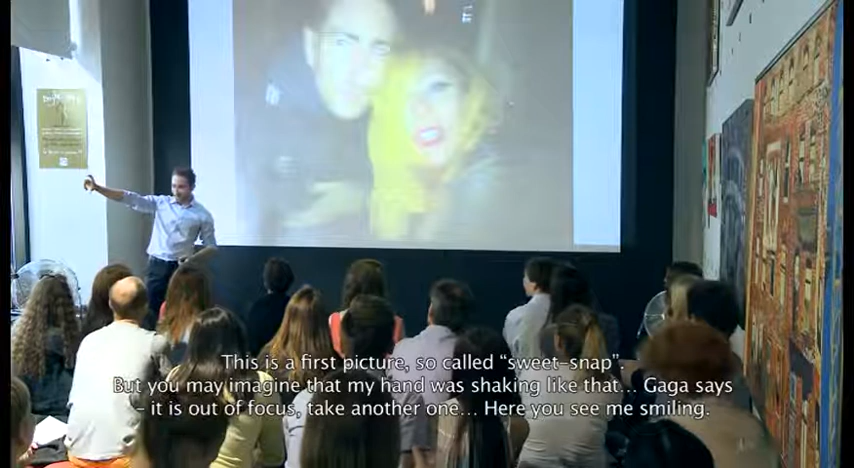 This is a first picture, so called "sweet-snap".
But you may imagine that my hand was shaking like that... Gaga says
- it is out of focus, take another one... Here you see me smiling.